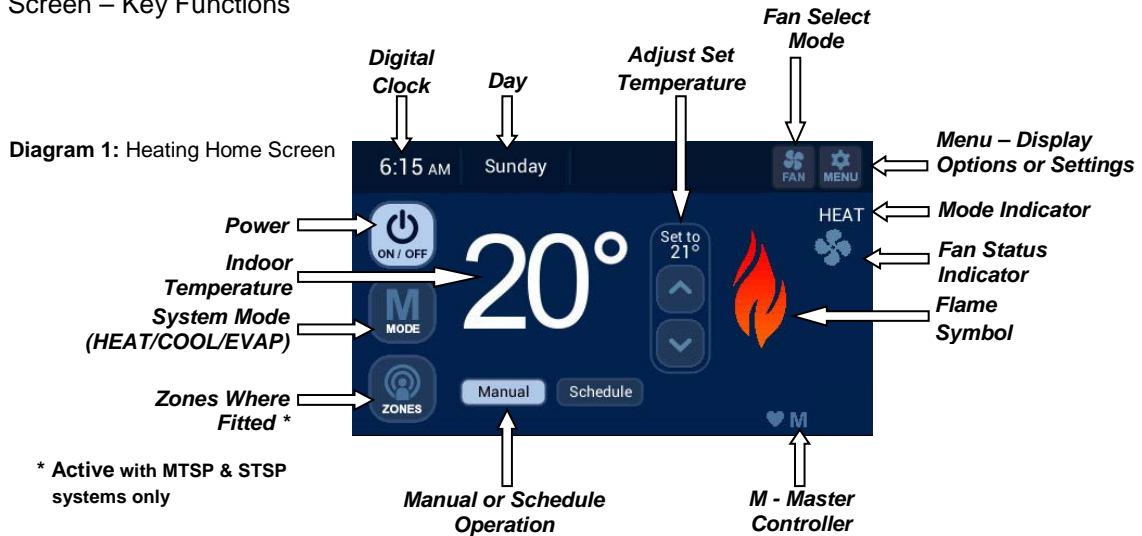 Screen – Key Functions
Fan Select
Mode
Digital
Clock
Day
Adjust Set
Temperature
Diagram 1: Heating Home Screen
6:15 AM
Sunday
FAN
MENU
Menu – Display
Options or Settings
Power
ON / OFF
20°
Set to
21°
HEAT
Mode Indicator
Indoor
Temperature
Fan Status
Indicator
System Mode
(HEAT/COOL/EVAP)
M
MODE
Flame
Symbol
Zones Where
Fitted *
ZONES
Manual
Schedule
M
* Active with MTSP & STSP
systems only
Manual or Schedule
Operation
M - Master
Controller